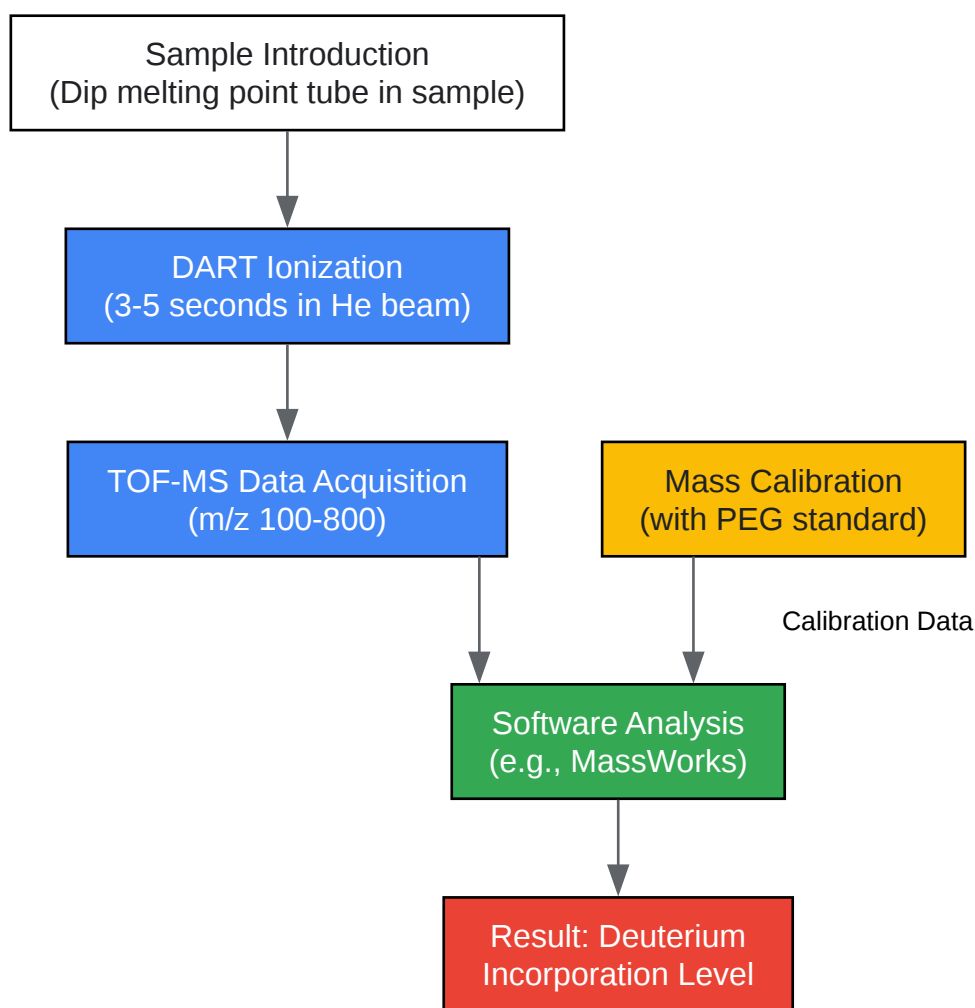 Sample Introduction
(Dip melting point tube in sample)
DART Ionization
(3-5 seconds in He beam)
TOF-MS Data Acquisition
(m/z 100-800)
Mass Calibration
(with PEG standard)
Calibration Data
Software Analysis
(e.g., MassWorks)
Result: Deuterium
Incorporation Level